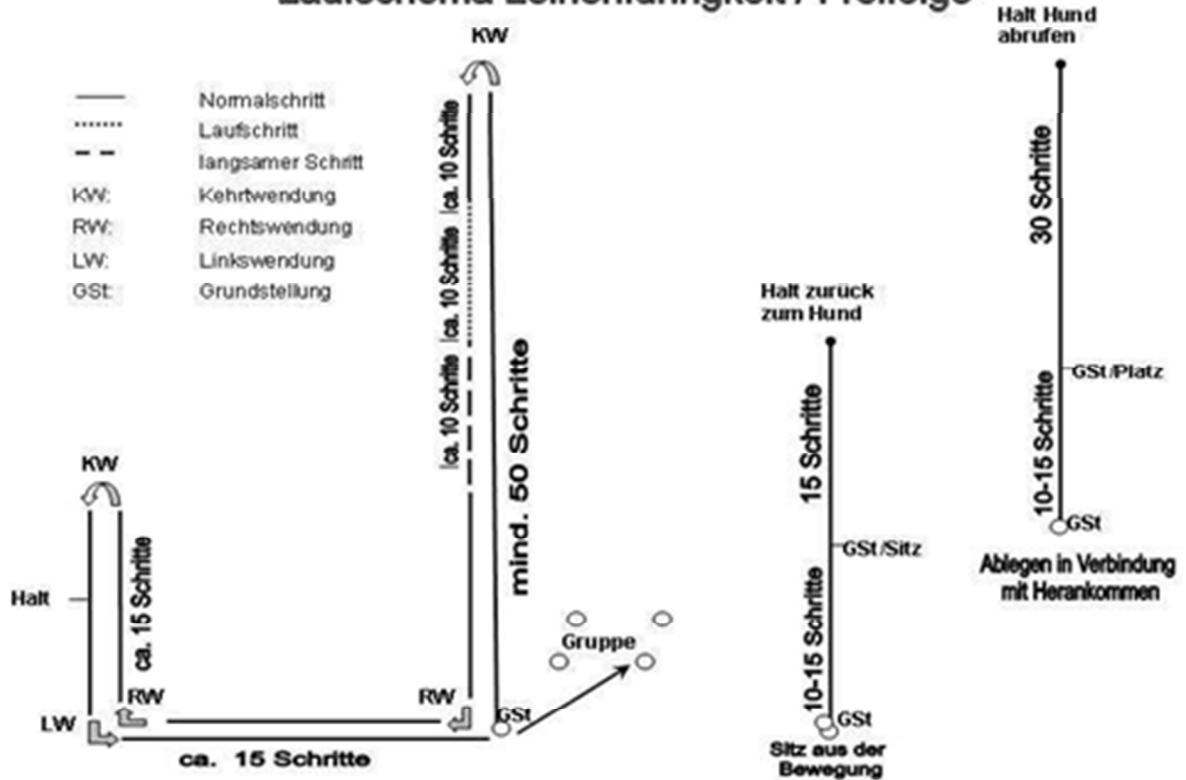 Laufschema Leinenführigkeit / Freifolge
KW
Normalschritt
Laufschritt
langsamer Schritt
KW: Kehrtwendung
RW: Rechtswendung
LW: Linkswendung
GSt: Grundstellung
ca. 10 Schritte
ca. 10 Schritte
ca. 10 Schritte
mind. 50 Schritte
KW
Halt
ca. 15 Schritte
RW
LW
ca. 15 Schritte
RW
GSt
Gruppe
Halt zurück
zum Hund
15 Schritte
GSt/Sitz
10-15 Schritte
GSt
Sitz aus der
Bewegung
Halt Hund
abrufen
30 Schritte
GSt/Platz
10-15 Schritte
GSt
Ablegen in Verbindung
mit Herankommen